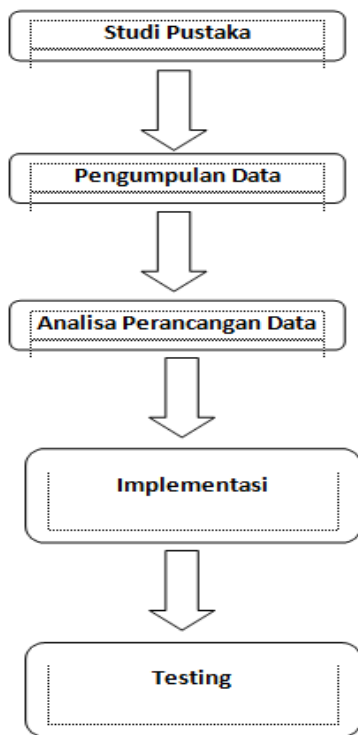 Studi Pustaka
Pengumpulan Data
Analisa Perancangan Data
Implementasi
Testing